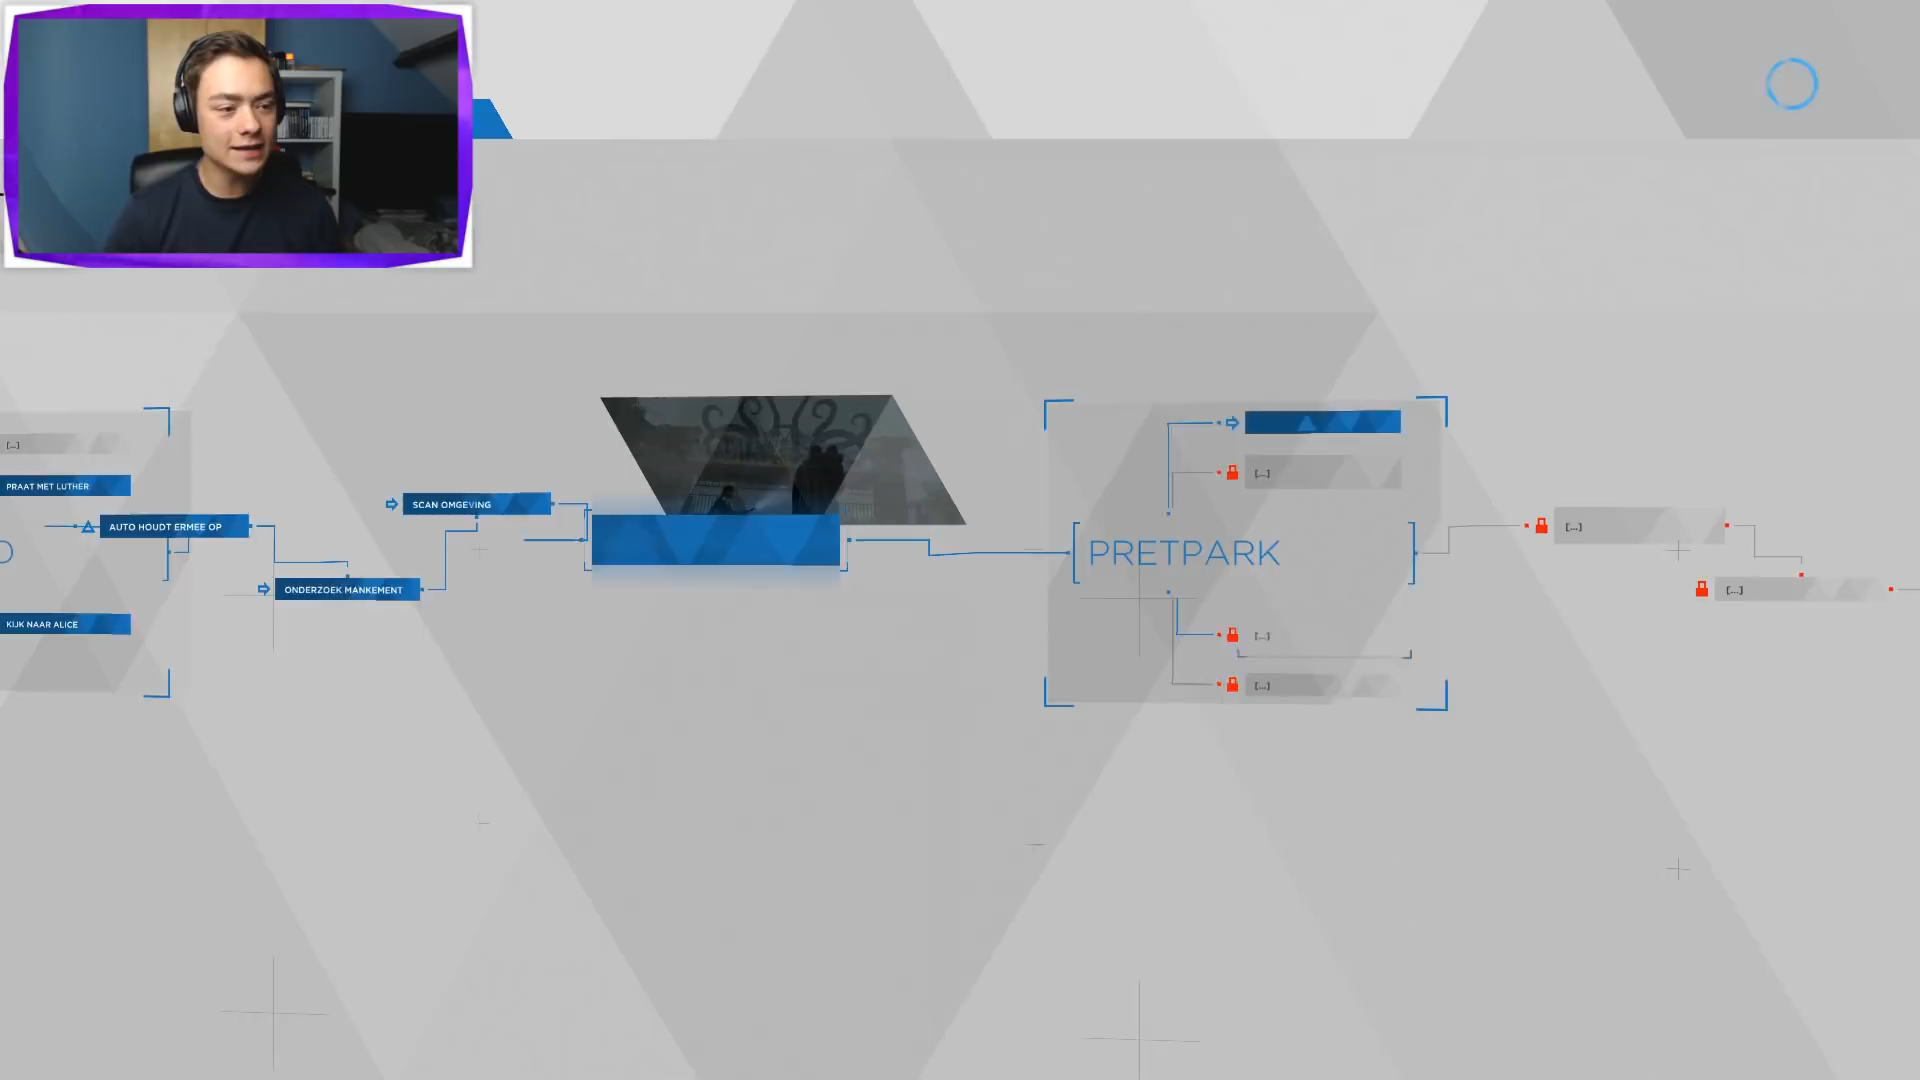 [...]
PRAAT MET LUTHER
AUTO HOUDT ERMEE OP
KIJK NAAR ALICE
ONDERZOEK MANKEMENT
SCAN OMGEVING
[...]
PRETPARK
[...]
[...]
[...]
[...]